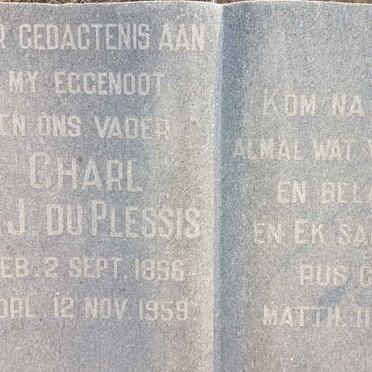 R GEDACTENIS AAN
MY EGGENOOT
EN ONS VADER
CHARL
.J. DU PLESSIS
EB. 2 SEPT. 1896
ORL. 12 NOV. 1959
KOM NA
ALMAL WAT V
EN BELA
EN EK SA
RUS G
MATTH. 11